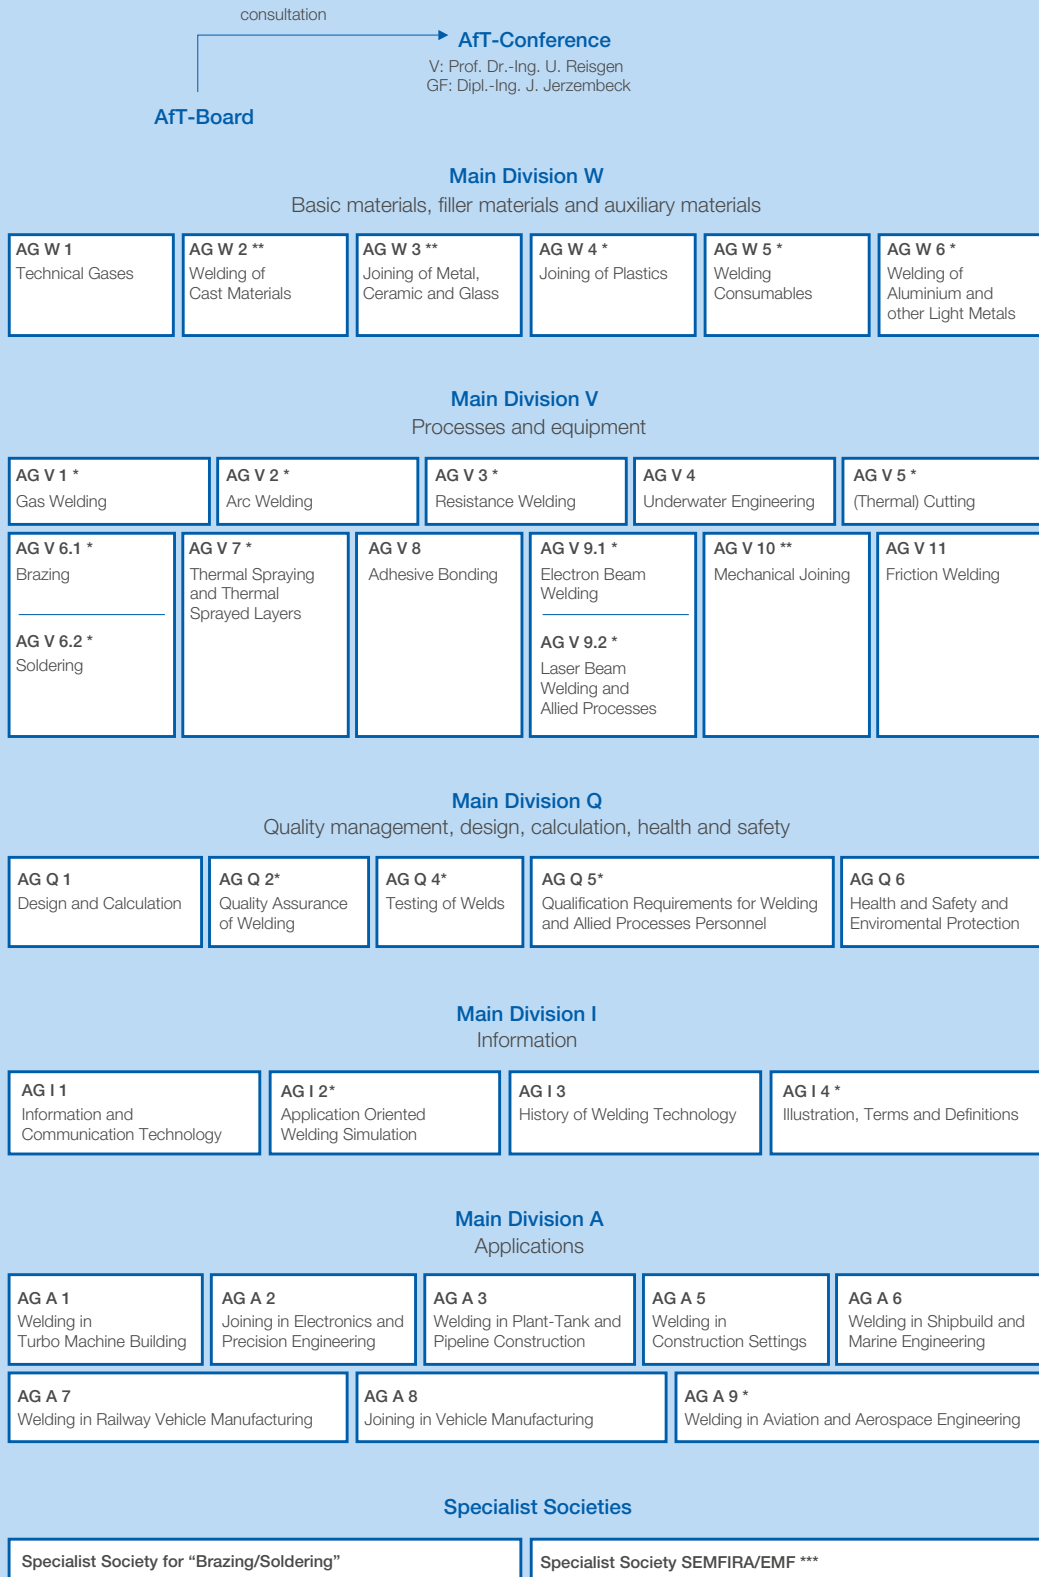 consultation
AfT-Conference
V: Prof. Dr.-Ing. U. Reisgen
GF: Dipl.-Ing. J. Jerzembeck
AfT-Board
Main Division W
Basic materials, filler materials and auxiliary materials
AG W 1
Technical Gases
AG W 2 **
Welding of
Cast Materials
AG W 3 **
Joining of Metal,
Ceramic and Glass
AG W 4 *
Joining of Plastics
AG W 5 *
Welding
Consumables
AG W 6 *
Welding of
Aluminium and
other Light Metals
Main Division V
Processes and equipment
AG V 1 *
Gas Welding
AG V 2 *
Arc Welding
AG V 3 *
Resistance Welding
AG V 4
Underwater Engineering
AG V 5 *
(Thermal) Cutting
AG V 6.1 *
Brazing
AG V 6.2 *
Soldering
AG V 7 *
Thermal Spraying
and Thermal
Sprayed Layers
AG V 8
Adhesive Bonding
AG V 9.1 *
Electron Beam
Welding
AG V 9.2 *
Laser Beam
Welding and
Allied Processes
AG V 10 **
Mechanical Joining
AG V 11
Friction Welding
Main Division Q
Quality management, design, calculation, health and safety
AG Q 1
Design and Calculation
AG Q 2*
Quality Assurance
of Welding
AG Q 4*
Testing of Welds
AG Q 5*
Qualification Requirements for Welding
and Allied Processes Personnel
AG Q 6
Health and Safety and
Enviromental Protection
Main Division I
Information
AG I 1
Information and
Communication Technology
AG I 2*
Application Oriented
Welding Simulation
AG I 3
History of Welding Technology
AG I 4 *
Illustration, Terms and Definitions
Main Division A
Applications
AG A 1
Welding in
Turbo Machine Building
AG A 2
Joining in Electronics and
Precision Engineering
AG A 3
Welding in Plant-Tank and
Pipeline Construction
AG A 5
Welding in
Construction Settings
AG A 6
Welding in Shipbuild and
Marine Engineering
AG A 7
Welding in Railway Vehicle Manufacturing
AG A 8
Joining in Vehicle Manufacturing
AG A 9 *
Welding in Aviation and Aerospace Engineering
Specialist Societies
Specialist Society for “Brazing/Soldering”
Specialist Society SEMFIRA/EMF ***